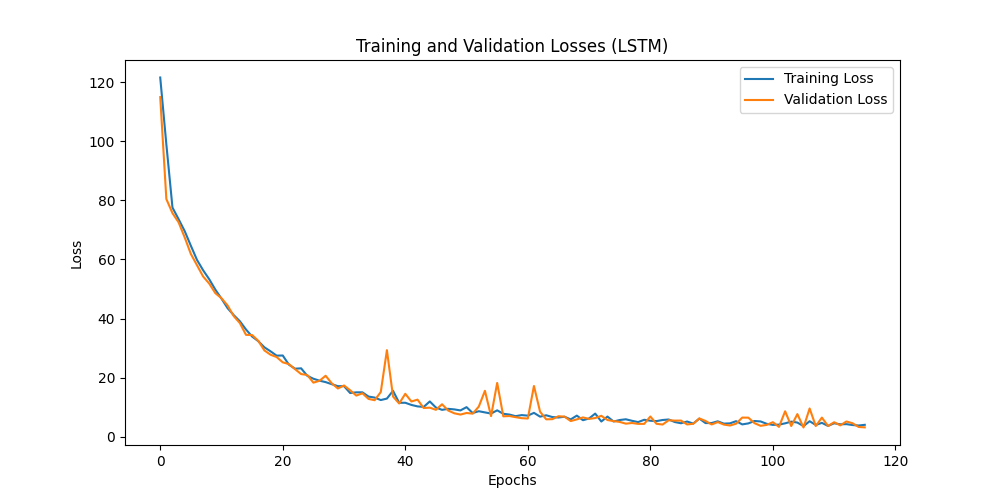 Training and Validation Losses (LSTM)
Training Loss
Validation Loss
120
100
80
60
40
20
0
Loss
0 20 40 60 80 100 120
Epochs